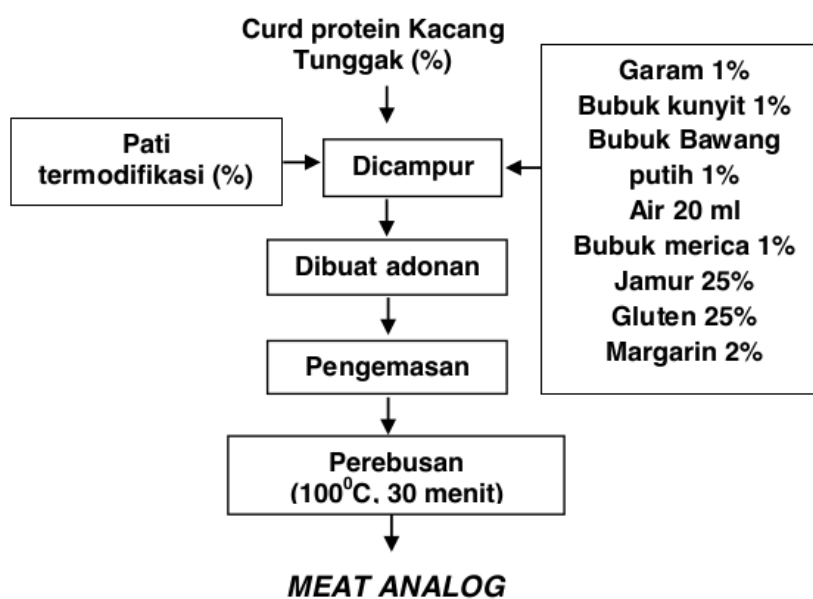 Curd protein Kacang
Tunggak (%)
Garam 1%
Bubuk kunyit 1%
Bubuk Bawang
putih 1%
Air 20 ml
Bubuk merica 1%
Jamur 25%
Gluten 25%
Margarin 2%
Pati
termodifikasi (%)
Dicampur
Dibuat adonan
Pengemasan
Perebusan
(100⁰C, 30 menit)
MEAT ANALOG